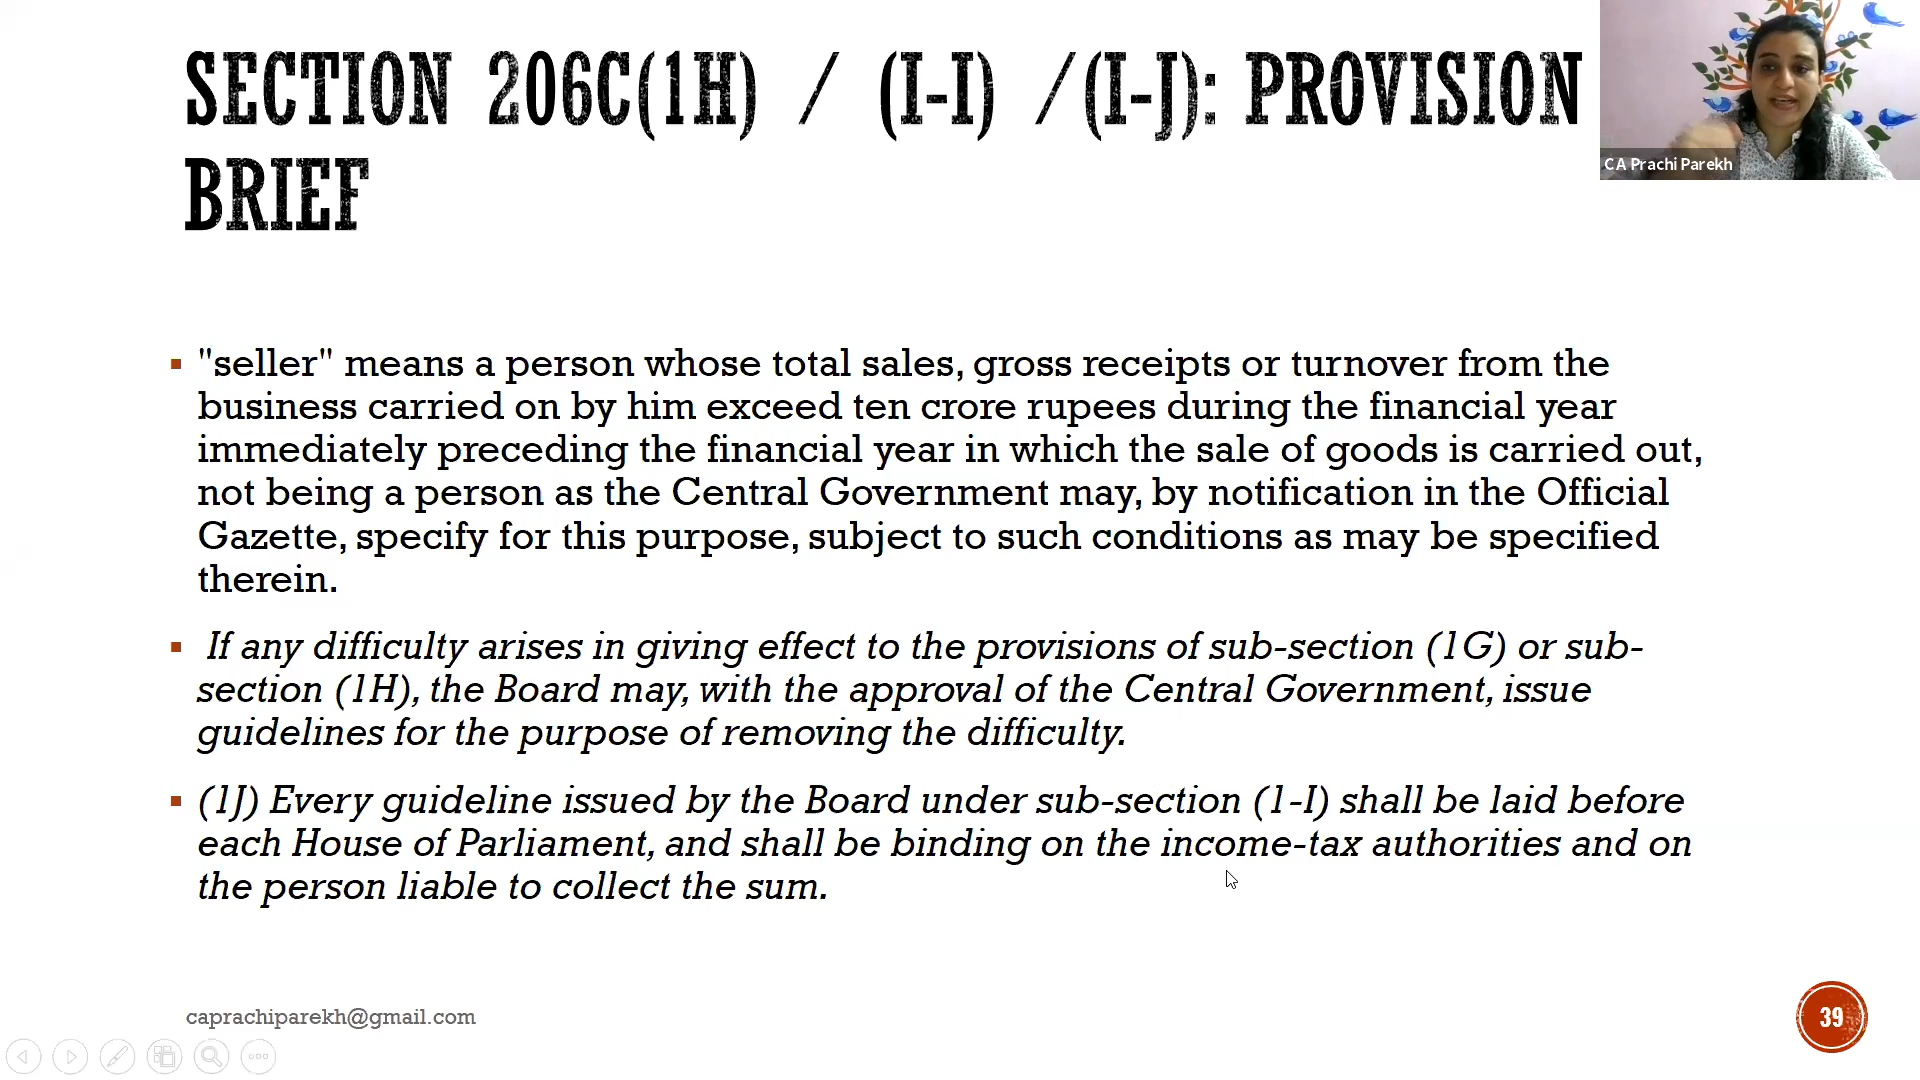 SECTION 206C(1H) / (I-I) /(I-J): PROVISION
BRIEF
CA Prachi Parekh
"seller" means a person whose total sales, gross receipts or turnover from the
business carried on by him exceed ten crore rupees during the financial year
immediately preceding the financial year in which the sale of goods is carried out,
not being a person as the Central Government may, by notification in the Official
Gazette, specify for this purpose, subject to such conditions as may be specified
therein.
If any difficulty arises in giving effect to the provisions of sub-section (1G) or sub-
section (1H), the Board may, with the approval of the Central Government, issue
guidelines for the purpose of removing the difficulty.
(1J) Every guideline issued by the Board under sub-section (1-I) shall be laid before
each House of Parliament, and shall be binding on the income-tax authorities and on
the person liable to collect the sum.
caprachiparekh@gmail.com
39